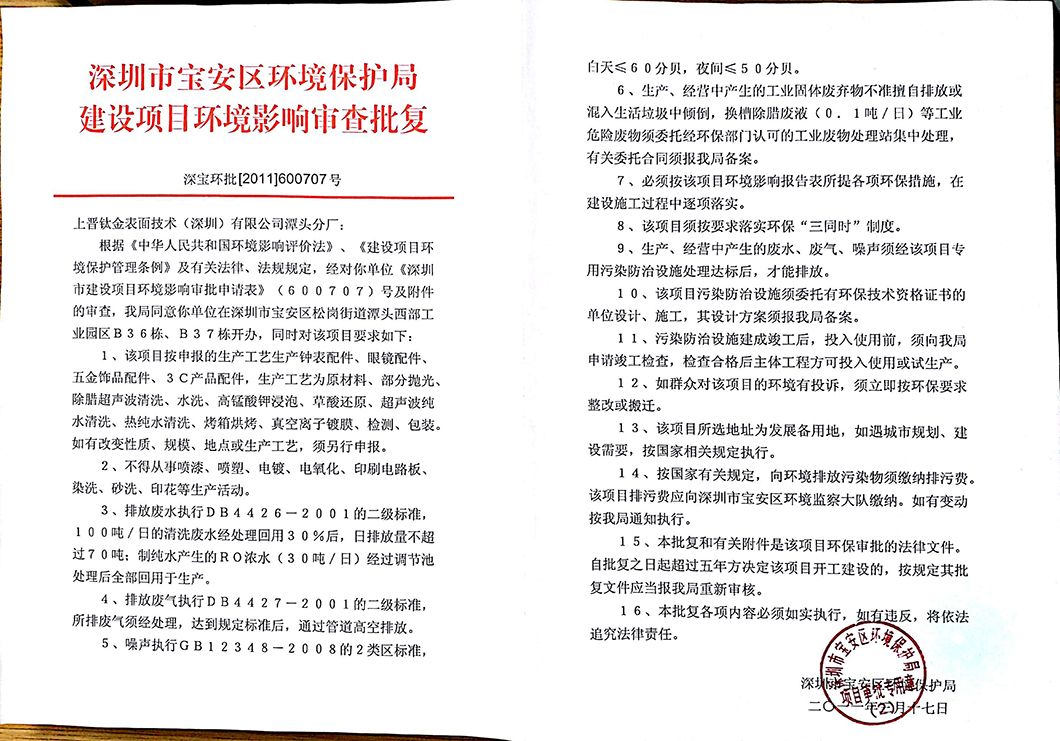 深圳市宝安区环境保护局
建设项目环境影响审查批复
深宝环批[2011]600707号
上晋钛金表面技术（深圳）有限公司潭头分厂：
根据《中华人民共和国环境影响评价法》、《建设项目环
境保护管理条例》及有关法律、法规规定，经对你单位《深圳
市建设项目环境影响审批申请表》（６００７０７）号及附件
的审查，我局同意你单位在深圳市宝安区松岗街道潭头西部工
业园区Ｂ３６栋、Ｂ３７栋开办，同时对该项目要求如下：
１、该项目按申报的生产工艺生产钟表配件、眼镜配件、
五金饰品配件、３Ｃ产品配件，生产工艺为原材料、部分抛光、
除腊超声波清洗、水洗、高锰酸钾浸泡、草酸还原、超声波纯
水清洗、热纯水清洗、烤箱烘烤、真空离子镀膜、检测、包装。
如有改变性质、规模、地点或生产工艺，须另行申报。
２、不得从事喷漆、喷塑、电镀、电氧化、印刷电路板、
染洗、砂洗、印花等生产活动。
３、排放废水执行ＤＢ４４２６－２００１的二级标准，
１００吨／日的清洗废水经处理回用３０％后，日排放量不超
过７０吨；制纯水产生的ＲＯ浓水（３０吨／日）经过调节池
处理后全部回用于生产。
４、排放废气执行ＤＢ４４２７－２００１的二级标准，
所排废气须经处理，达到规定标准后，通过管道高空排放。
５、噪声执行ＧＢ１２３４８－２００８的２类区标准，
白天≤６０分贝，夜间≤５０分贝。
６、生产、经营中产生的工业固体废弃物不准擅自排放或
混入生活垃圾中倾倒，换槽除腊废液（０．１吨／日）等工业
危险废物须委托经环保部门认可的工业废物处理站集中处理，
有关委托合同须报我局备案。
７、必须按该项目环境影响报告表所提各项环保措施，在
建设施工过程中逐项落实。
８、该项目须按要求落实环保“三同时”制度。
９、生产、经营中产生的废水、废气、噪声须经该项目专
用污染防治设施处理达标后，才能排放。
１０、该项目污染防治设施须委托有环保技术资格证书的
单位设计、施工，其设计方案须报我局备案。
１１、污染防治设施建成竣工后，投入使用前，须向我局
申请竣工检查，检查合格后主体工程方可投入使用或试生产。
１２、如群众对该项目的环境有投诉，须立即按环保要求
整改或搬迁。
１３、该项目所选地址为发展备用地，如遇城市规划、建
设需要，按国家相关规定执行。
１４、按国家有关规定，向环境排放污染物须缴纳排污费。
该项目排污费应向深圳市宝安区环境监察大队缴纳。如有变动
按我局通知执行。
１５、本批复和有关附件是该项目环保审批的法律文件。
自批复之日起超过五年方决定该项目开工建设的，按规定其批
复文件应当报我局重新审核。
１６、本批复各项内容必须如实执行，如有违反，将依法
追究法律责任。
深圳市宝安区环境保护局
二〇一一年　月十七日
深圳市宝安区环境保护局
项目审批专用章
（2）